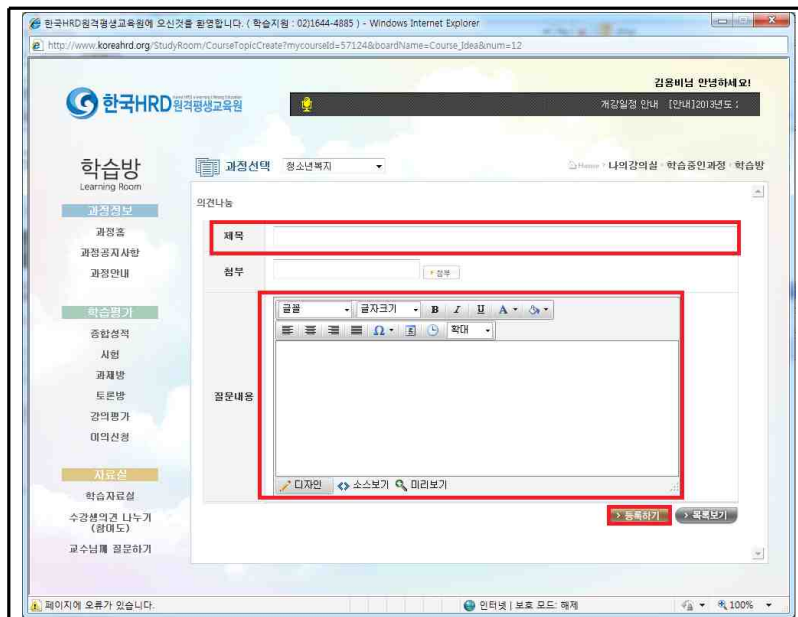 한국HRD원격평생교육원에 오신것을 환영합니다. ( 학습지원 : 02)1644-4885 ) - Windows Internet Explorer
http://www.koreahrd.org/StudyRoom/CourseTopicCreate?mycourseId=57124&boardName=Course_Idea&num=12
김용비님 안녕하세요!
한국HRD원격평생교육원
개강일정 안내 [안내]2013년도
학습방
Learning Room
과정선택 청소년복지
Home 나의강의실 학습중인과정 학습방
과정정보
과정홈
과정공지사항
과정안내
학습평가
종합성적
시험
과제방
토론방
강의평가
이의신청
자료실
학습자료실
수강생의견 나누기
(참여도)
교수님께 질문하기
의견나눔
제목
첨부
첨부
질문내용
글꼴 글자크기 B I U A
Ω 확대
디자인 <> 소스보기 미리보기
> 등록하기 > 목록보기
페이지에 오류가 있습니다.
인터넷 | 보호 모드: 해제
100%